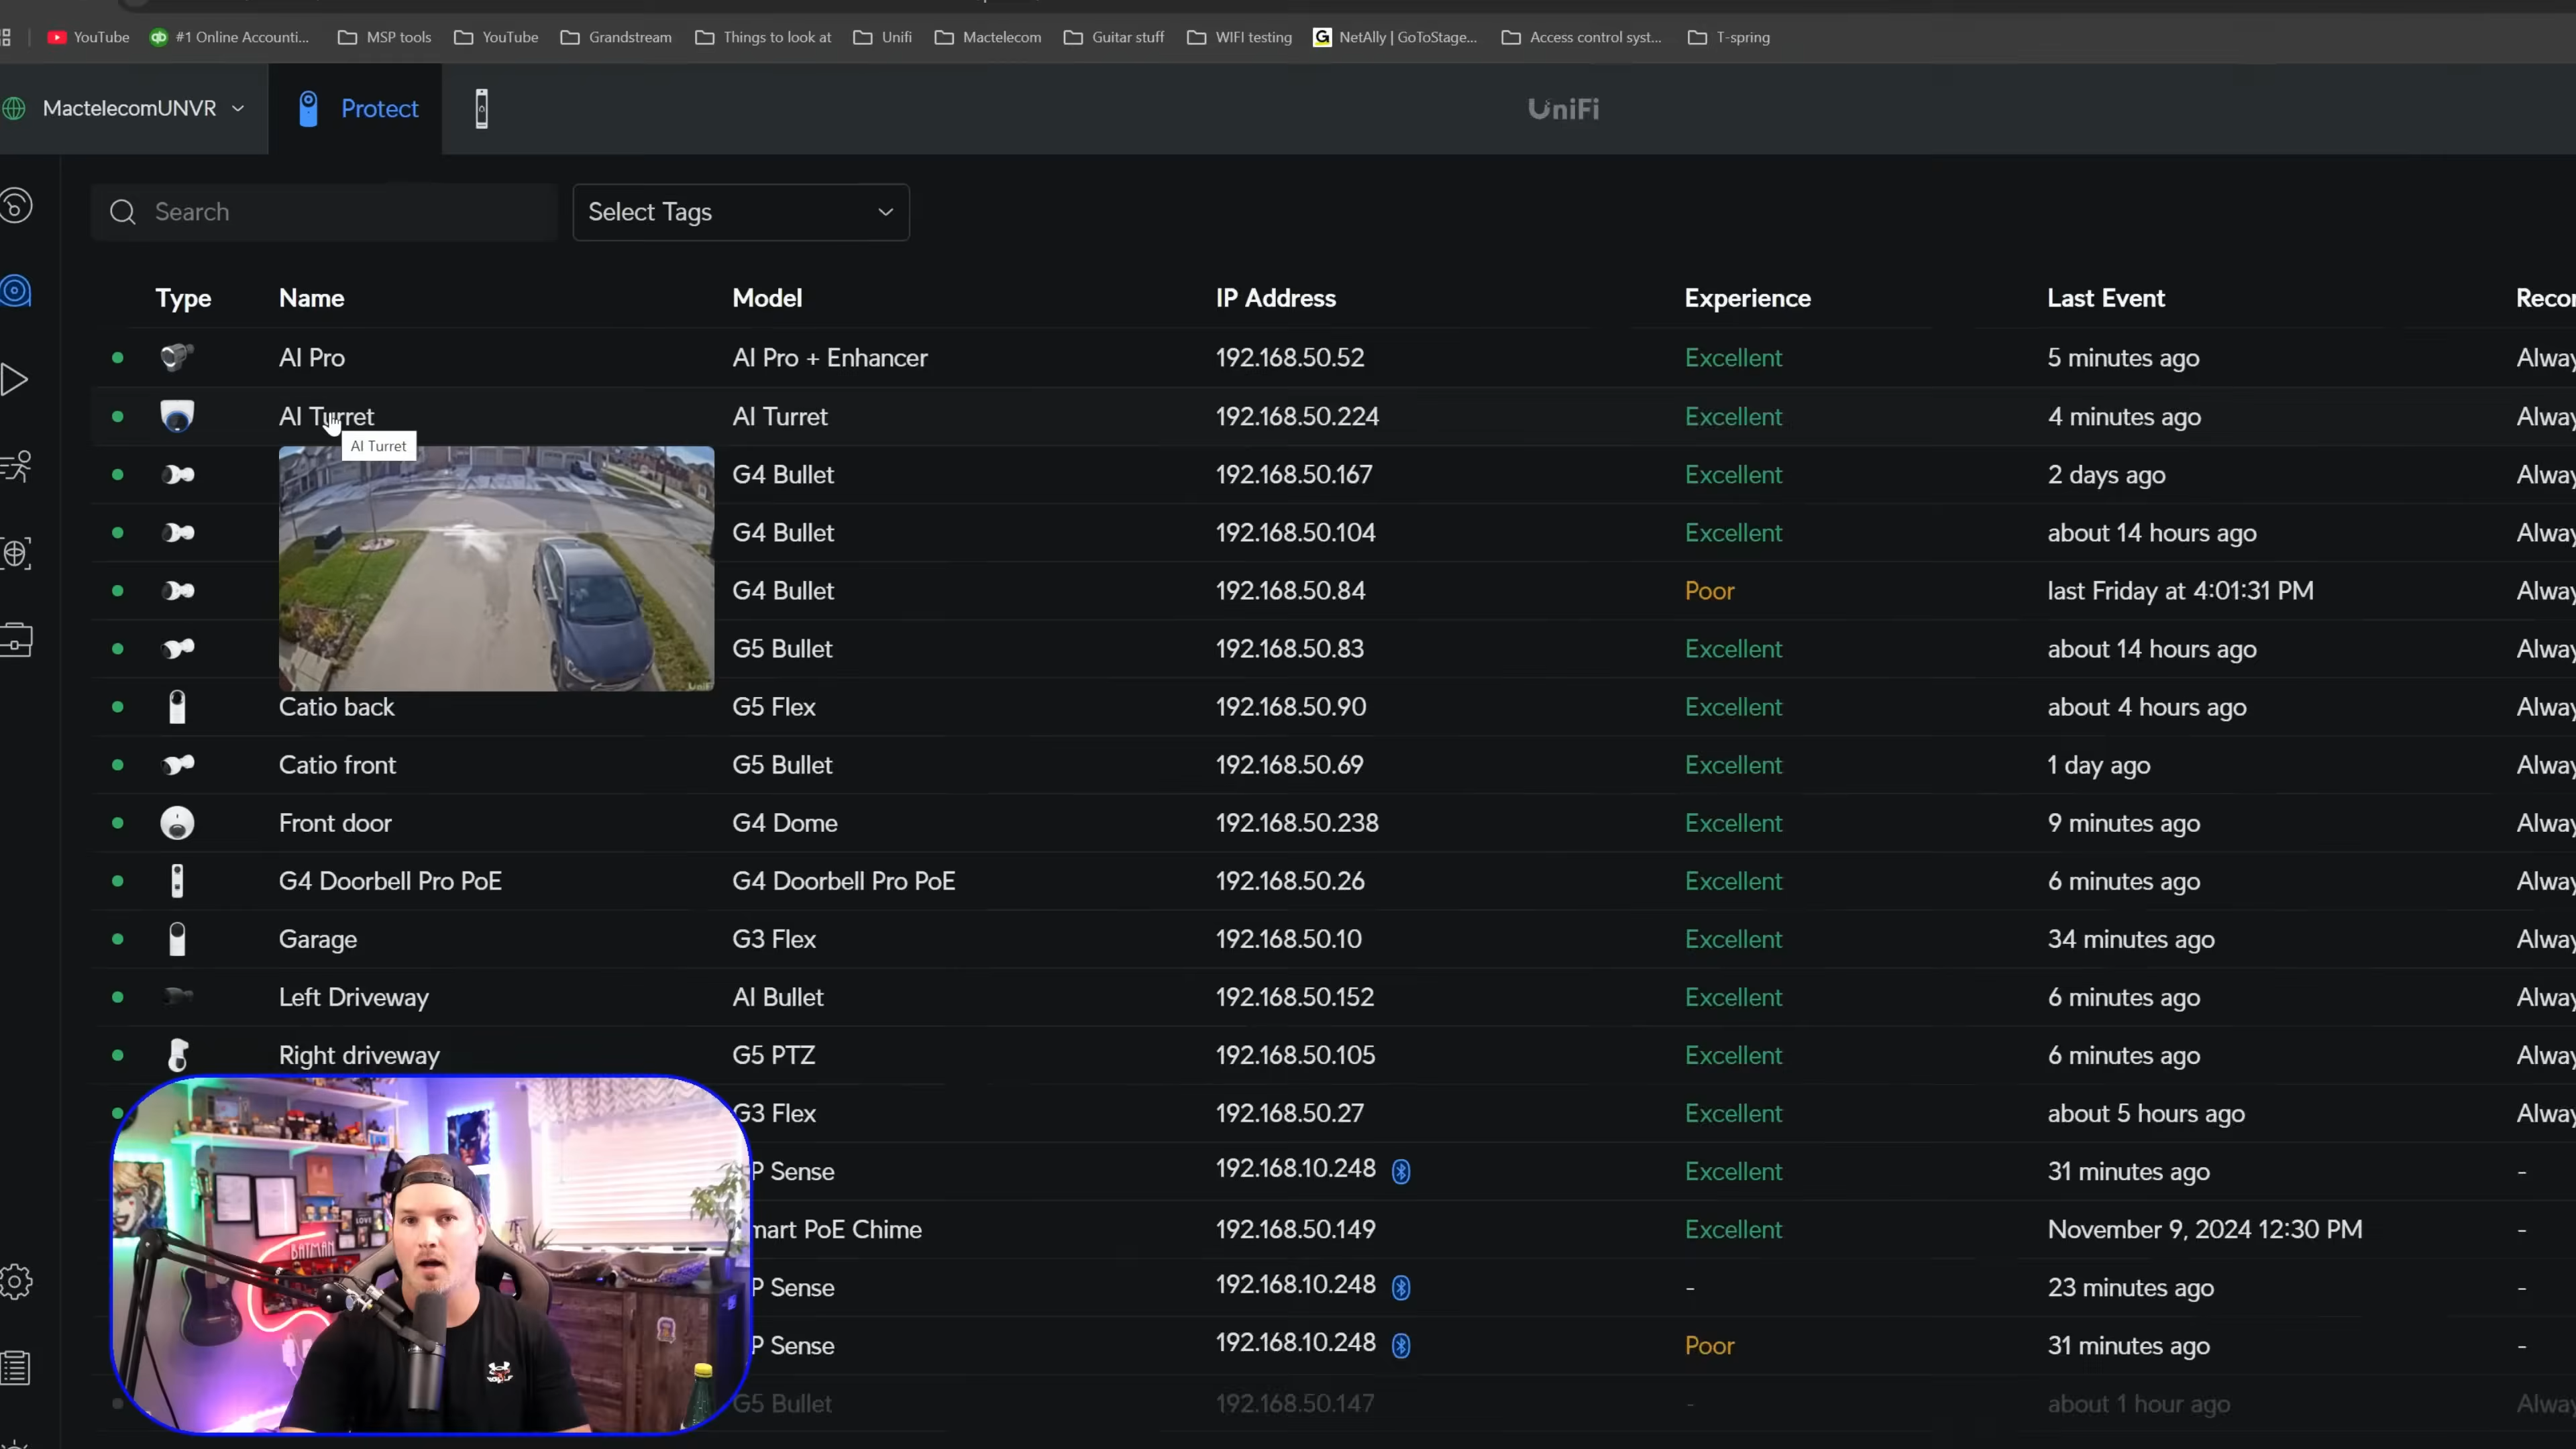 YouTube #1 Online Accounti... MSP tools YouTube Grandstream Things to look at Unifi Mactelecom Guitar stuff WIFI testing NetAlly | GoToStage... Access control syst... T-spring
MactelecomUNVR Protect UniFi
Search Select Tags
Type Name Model IP Address Experience Last Event Recor
AI Pro AI Pro + Enhancer 192.168.50.52 Excellent 5 minutes ago Alway
AI Turret AI Turret 192.168.50.224 Excellent 4 minutes ago Alway
AI Turret
G4 Bullet 192.168.50.167 Excellent 2 days ago Alway
G4 Bullet 192.168.50.104 Excellent about 14 hours ago Alway
G4 Bullet 192.168.50.84 Poor last Friday at 4:01:31 PM Alway
G5 Bullet 192.168.50.83 Excellent about 14 hours ago Alway
UniFi
Catio back G5 Flex 192.168.50.90 Excellent about 4 hours ago Alway
Catio front G5 Bullet 192.168.50.69 Excellent 1 day ago Alway
Front door G4 Dome 192.168.50.238 Excellent 9 minutes ago Alway
G4 Doorbell Pro PoE G4 Doorbell Pro PoE 192.168.50.26 Excellent 6 minutes ago Alway
Garage G3 Flex 192.168.50.10 Excellent 34 minutes ago Alway
Left Driveway AI Bullet 192.168.50.152 Excellent 6 minutes ago Alway
Right driveway G5 PTZ 192.168.50.105 Excellent 6 minutes ago Alway
G3 Flex 192.168.50.27 Excellent about 5 hours ago Alway
P Sense 192.168.10.248 Excellent 31 minutes ago -
mart PoE Chime 192.168.50.149 Excellent November 9, 2024 12:30 PM -
P Sense 192.168.10.248 - 23 minutes ago -
P Sense 192.168.10.248 Poor 31 minutes ago -
G5 Bullet 192.168.50.147 - about 1 hour ago Alway
LOVE
BATMAN